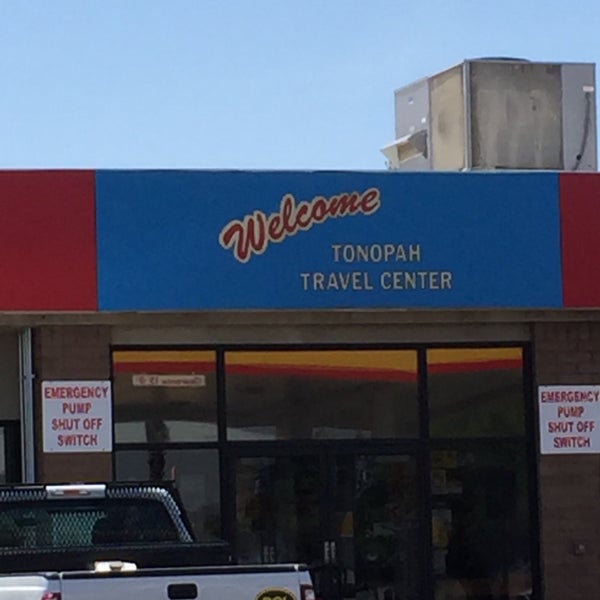 Welcome
TONOPAH
TRAVEL CENTER
EMERGENCY
PUMP
SHUT OFF
SWITCH
EMERGENCY
PUMP
SHUT OFF
SWITCH